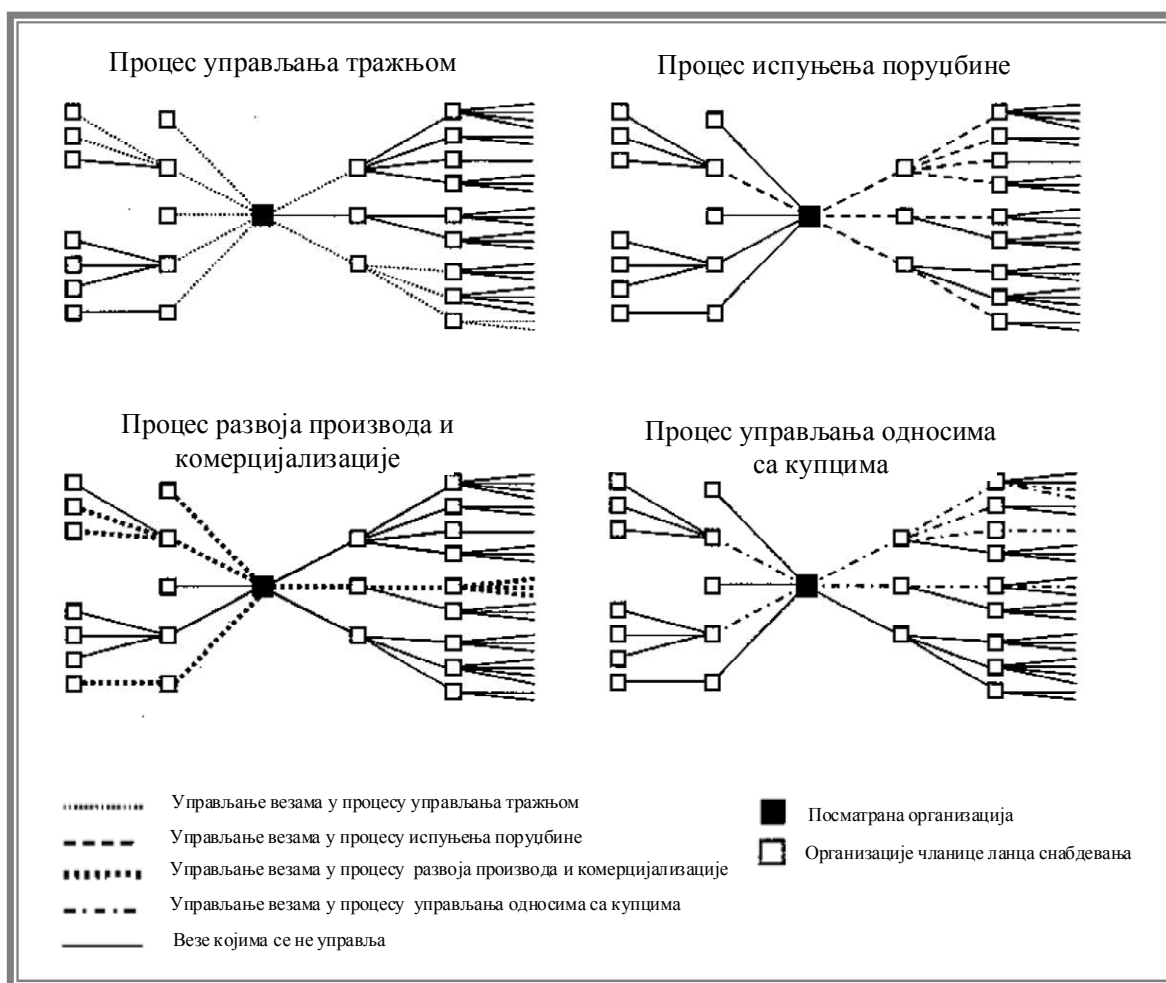 Процес управљања тражњом
Процес испуњења поруџбине
Процес развоја производа и
комерцијализације
Процес управљања односима
са купцима
Управљање везама у процесу управљања тражњом
Управљање везама у процесу испуњења поруџбине
Управљање везама у процесу развоја производа и комерцијализације
Управљање везама у процесу управљања односима са купцима
Везе којима се не управља
Посматрана организација
Организације чланице ланца снабдевања